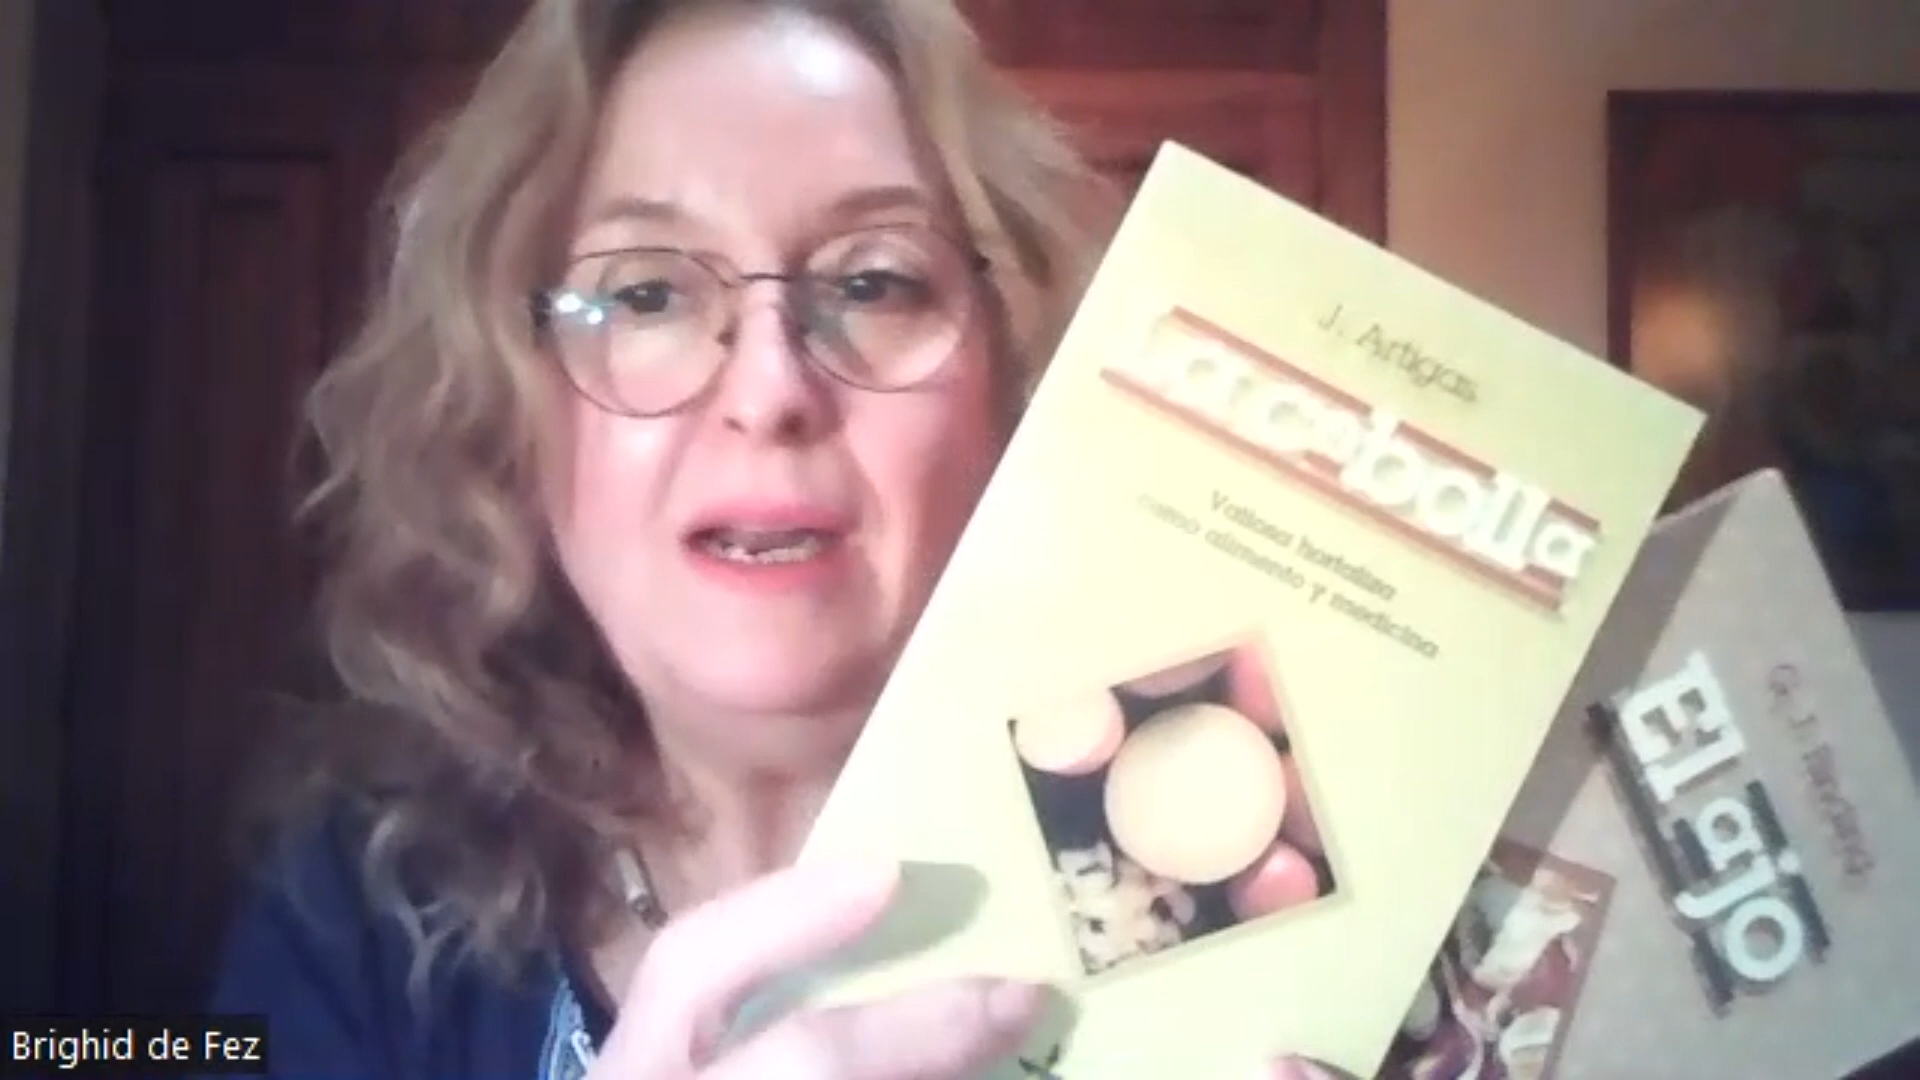 J. Artigas
La cebolla
Valiosa hortaliza
como alimento y medicina
El ajo
Brighid de Fez